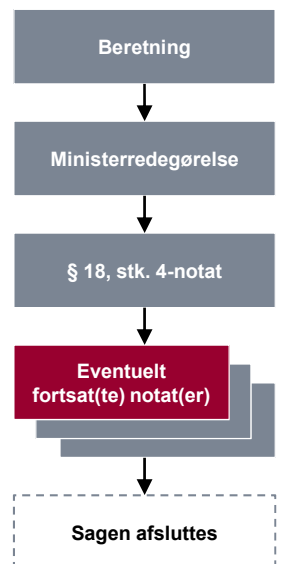 Beretning
Ministerredegørelse
§ 18, stk. 4-notat
Eventuelt
fortsat(te) notat(er)
Sagen afsluttes